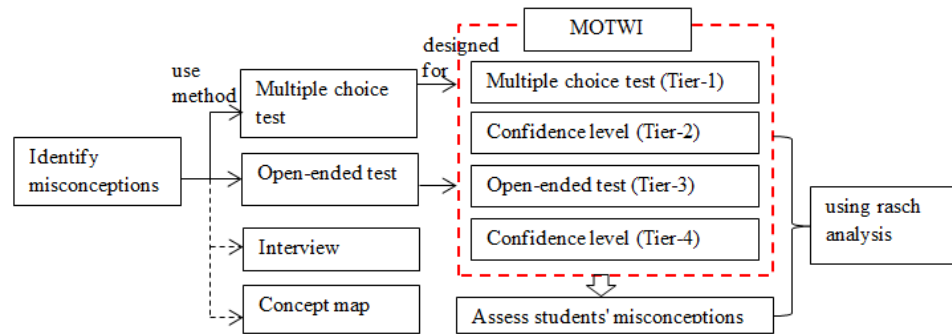 Identify
misconceptions
use
method
Multiple choice
test
Open-ended test
Interview
Concept map
designed
for
MOTWI
Multiple choice test (Tier-1)
Confidence level (Tier-2)
Open-ended test (Tier-3)
Confidence level (Tier-4)
Assess students' misconceptions
using rasch
analysis